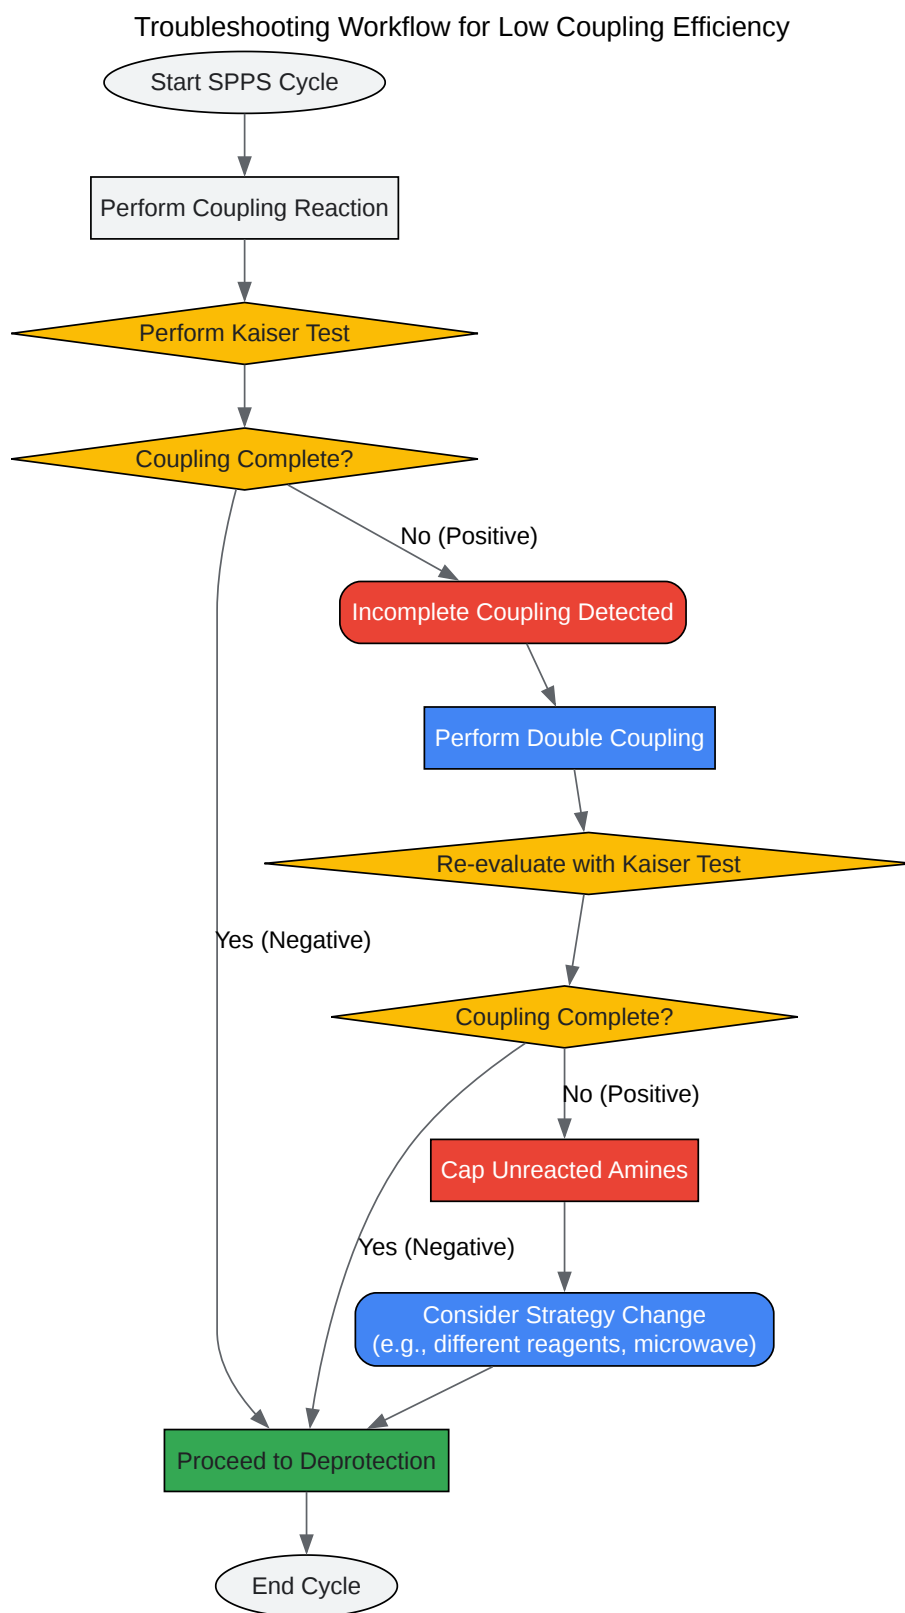 Troubleshooting Workflow for Low Coupling Efficiency
Start SPPS Cycle
Perform Coupling Reaction
Perform Kaiser Test
Coupling Complete?
No (Positive)
Incomplete Coupling Detected
Perform Double Coupling
Re-evaluate with Kaiser Test
Yes (Negative)
Coupling Complete?
No (Positive)
Cap Unreacted Amines
Yes (Negative)
Consider Strategy Change
(e.g., different reagents, microwave)
Proceed to Deprotection
End Cycle